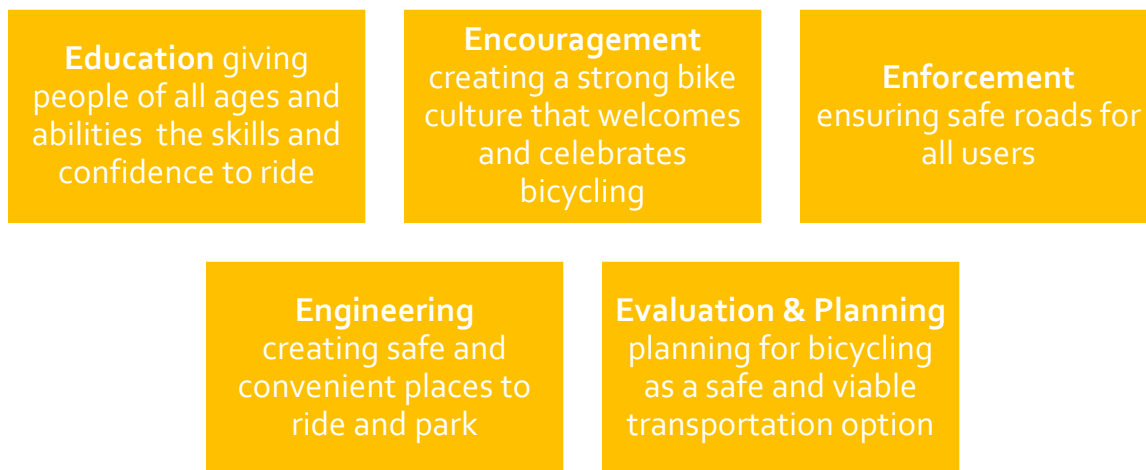 Education giving
people of all ages and
abilities the skills and
confidence to ride
Encouragement
creating a strong bike
culture that welcomes
and celebrates
bicycling
Enforcement
ensuring safe roads for
all users
Engineering
creating safe and
convenient places to
ride and park
Evaluation & Planning
planning for bicycling
as a safe and viable
transportation option